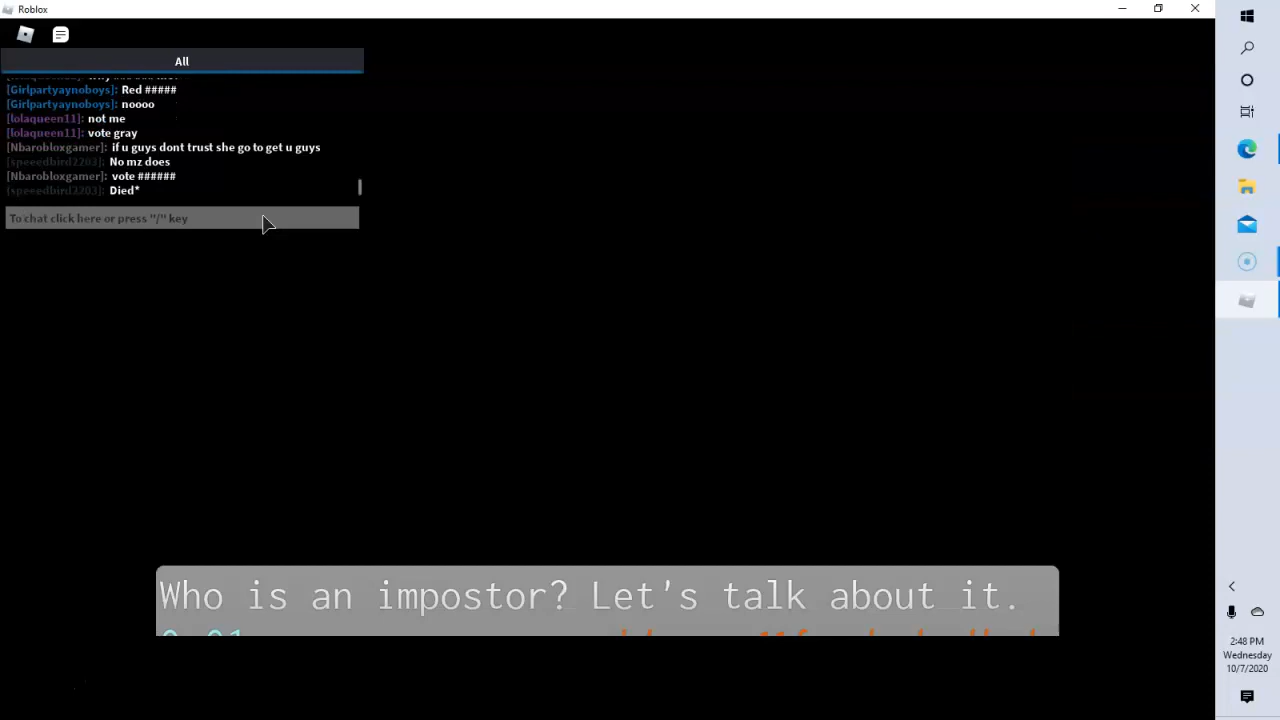 Roblox
All
[Girlpartyaynoboys]: Red #####
[Girlpartyaynoboys]: noooo
[lolaqueen11]: not me
[lolaqueen11]: vote gray
[Nbarobloxgamer]: if u guys dont trust she go to get u guys
[speeedbird3203]: No mz does
[Nbarobloxgamer]: vote ######
[speeedbird3203]: Died*
To chat click here or press "/" key
Who is an impostor? Let's talk about it.
2:48 PM
Wednesday
10/7/2020